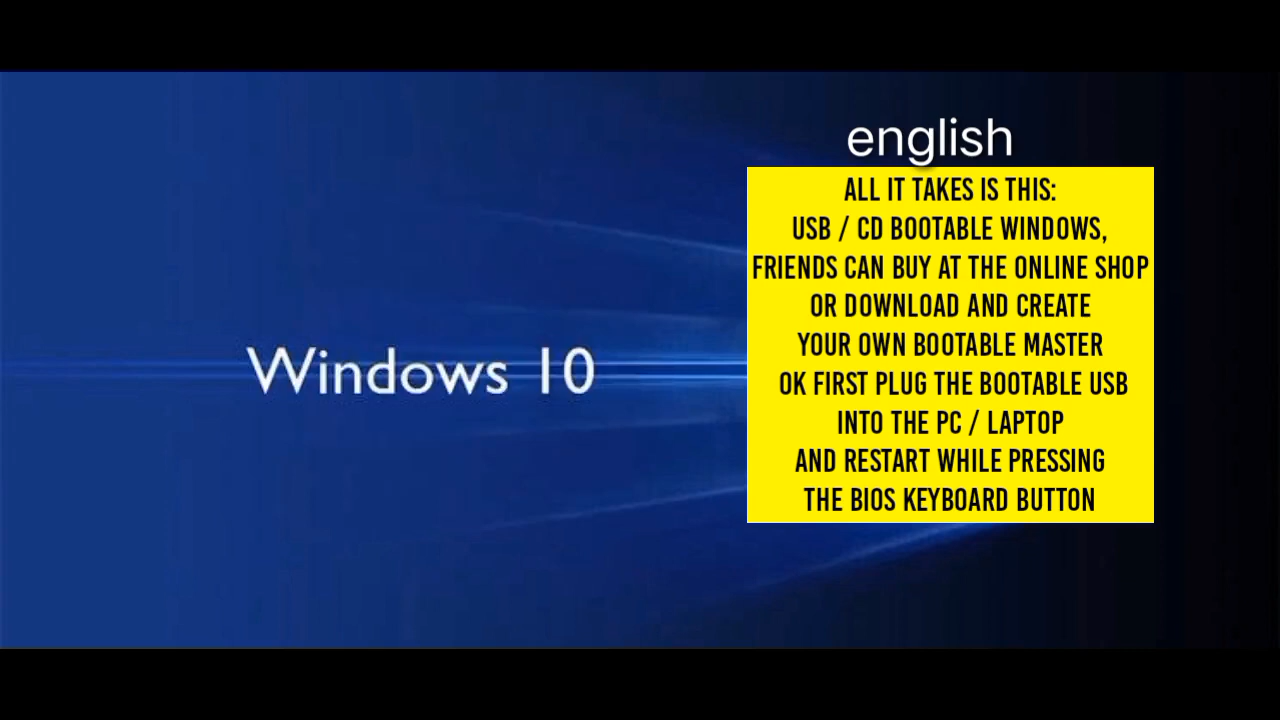 english
ALL IT TAKES IS THIS:
USB / CD BOOTABLE WINDOWS,
FRIENDS CAN BUY AT THE ONLINE SHOP
OR DOWNLOAD AND CREATE
YOUR OWN BOOTABLE MASTER
OK FIRST PLUG THE BOOTABLE USB
INTO THE PC / LAPTOP
AND RESTART WHILE PRESSING
THE BIOS KEYBOARD BUTTON
Windows 10